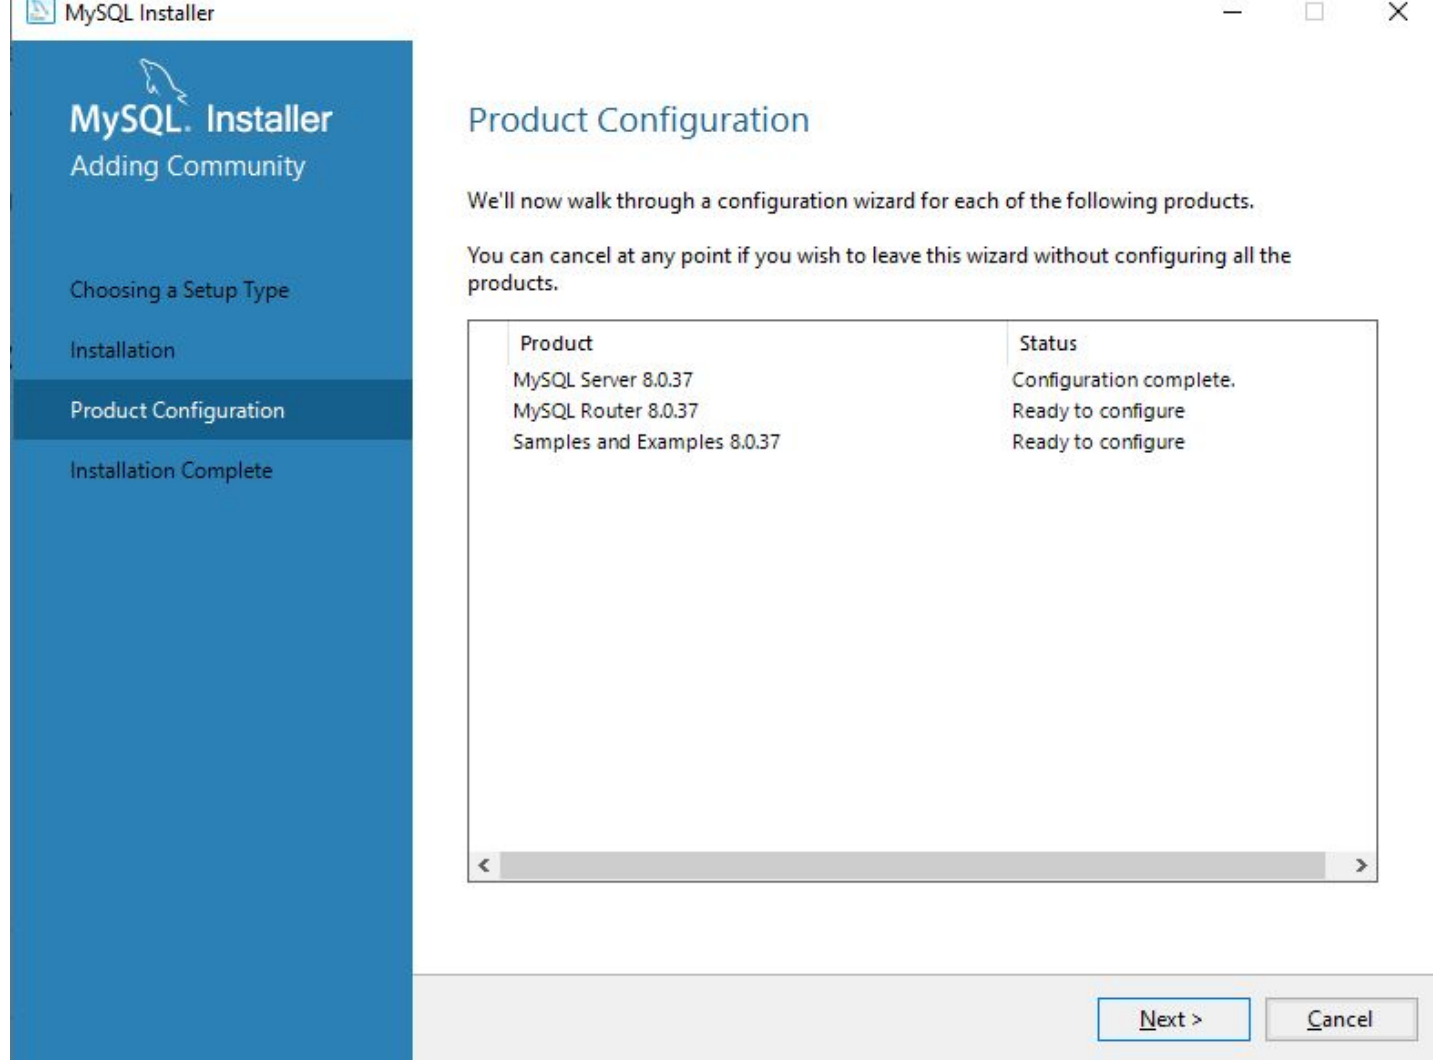 MySQL Installer
MySQL. Installer
Adding Community
Choosing a Setup Type
Installation
Product Configuration
Installation Complete
Product Configuration
We'll now walk through a configuration wizard for each of the following products.
You can cancel at any point if you wish to leave this wizard without configuring all the
products.
Product Status
MySQL Server 8.0.37 Configuration complete.
MySQL Router 8.0.37 Ready to configure
Samples and Examples 8.0.37 Ready to configure
Next > Cancel